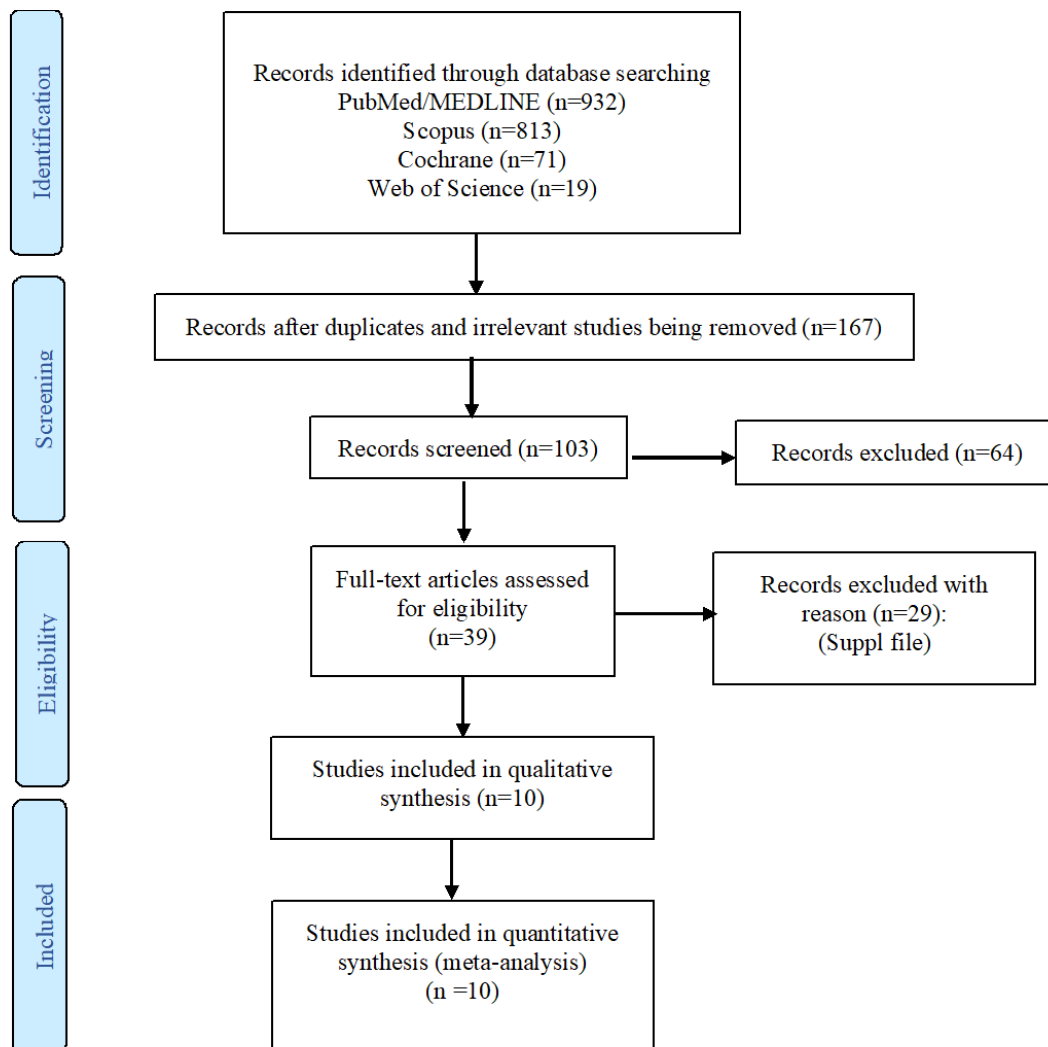 Identification
Records identified through database searching
PubMed/MEDLINE (n=932)
Scopus (n=813)
Cochrane (n=71)
Web of Science (n=19)
Screening
Records after duplicates and irrelevant studies being removed (n=167)
Records screened (n=103)
Records excluded (n=64)
Eligibility
Full-text articles assessed
for eligibility
(n=39)
Records excluded with
reason (n=29):
(Suppl file)
Studies included in qualitative
synthesis (n=10)
Included
Studies included in quantitative
synthesis (meta-analysis)
(n =10)